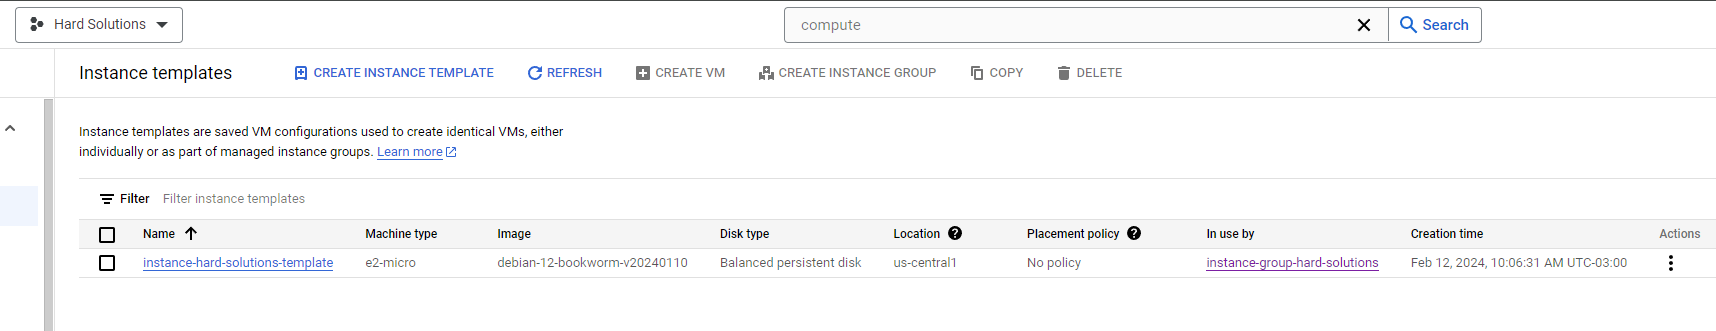 Hard Solutions
compute
Search
Instance templates
CREATE INSTANCE TEMPLATE
REFRESH
CREATE VM
CREATE INSTANCE GROUP
COPY
DELETE
Instance templates are saved VM configurations used to create identical VMs, either
individually or as part of managed instance groups. Learn more
Filter Filter instance templates
Name Machine type Image Disk type Location Placement policy In use by Creation time Actions
instance-hard-solutions-template e2-micro debian-12-bookworm-v20240110 Balanced persistent disk us-central1 No policy instance-group-hard-solutions Feb 12, 2024, 10:06:31 AM UTC-03:00